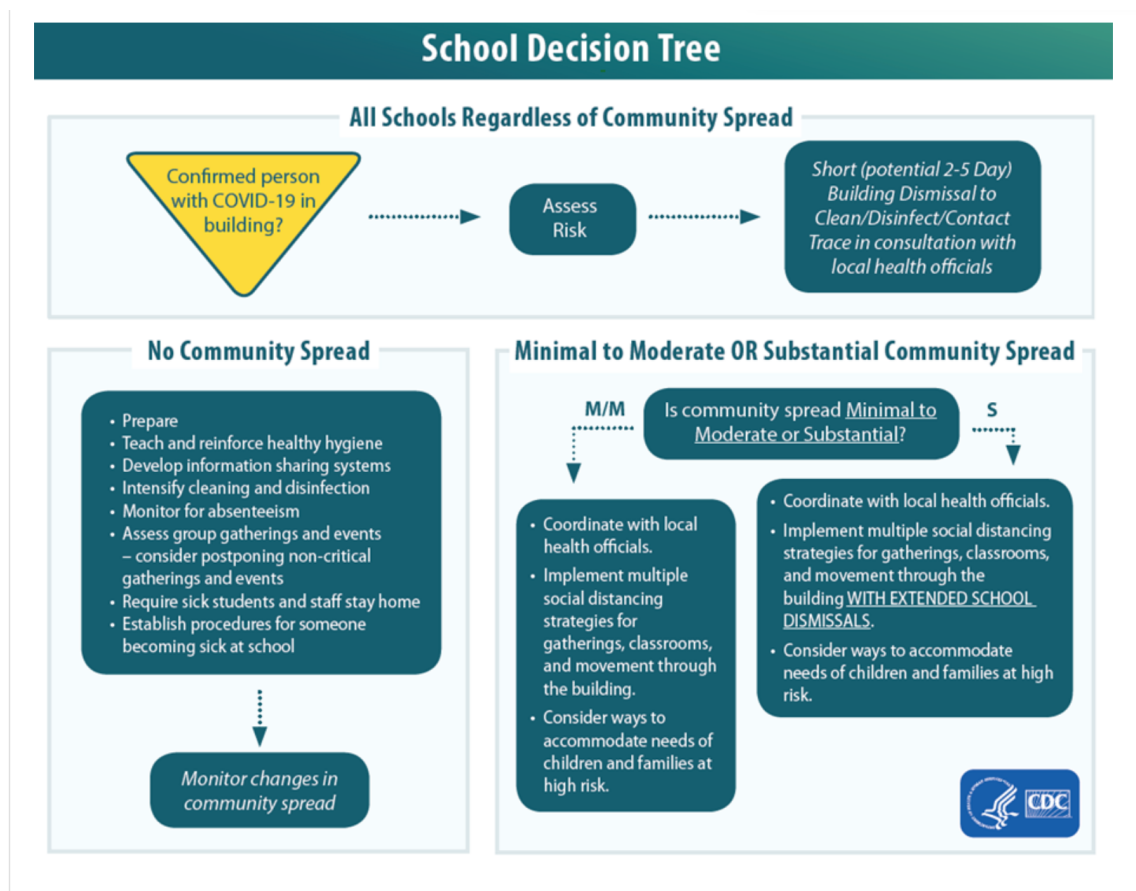 School Decision Tree
All Schools Regardless of Community Spread
Confirmed person
with COVID-19 in
building?
Assess
Risk
Short (potential 2-5 Day)
Building Dismissal to
Clean/Disinfect/Contact
Trace in consultation with
local health officials
No Community Spread
• Prepare
• Teach and reinforce healthy hygiene
• Develop information sharing systems
• Intensify cleaning and disinfection
• Monitor for absenteeism
• Assess group gatherings and events
– consider postponing non-critical
gatherings and events
• Require sick students and staff stay home
• Establish procedures for someone
becoming sick at school
Monitor changes in
community spread
Minimal to Moderate OR Substantial Community Spread
M/M
Is community spread Minimal to
Moderate or Substantial?
S
• Coordinate with local
health officials.
• Implement multiple
social distancing
strategies for
gatherings, classrooms,
and movement through
the building.
• Consider ways to
accommodate needs of
children and families at
high risk.
• Coordinate with local health officials.
• Implement multiple social distancing
strategies for gatherings, classrooms,
and movement through the
building WITH EXTENDED SCHOOL
DISMISSALS.
• Consider ways to accommodate
needs of children and families at high
risk.
CDC